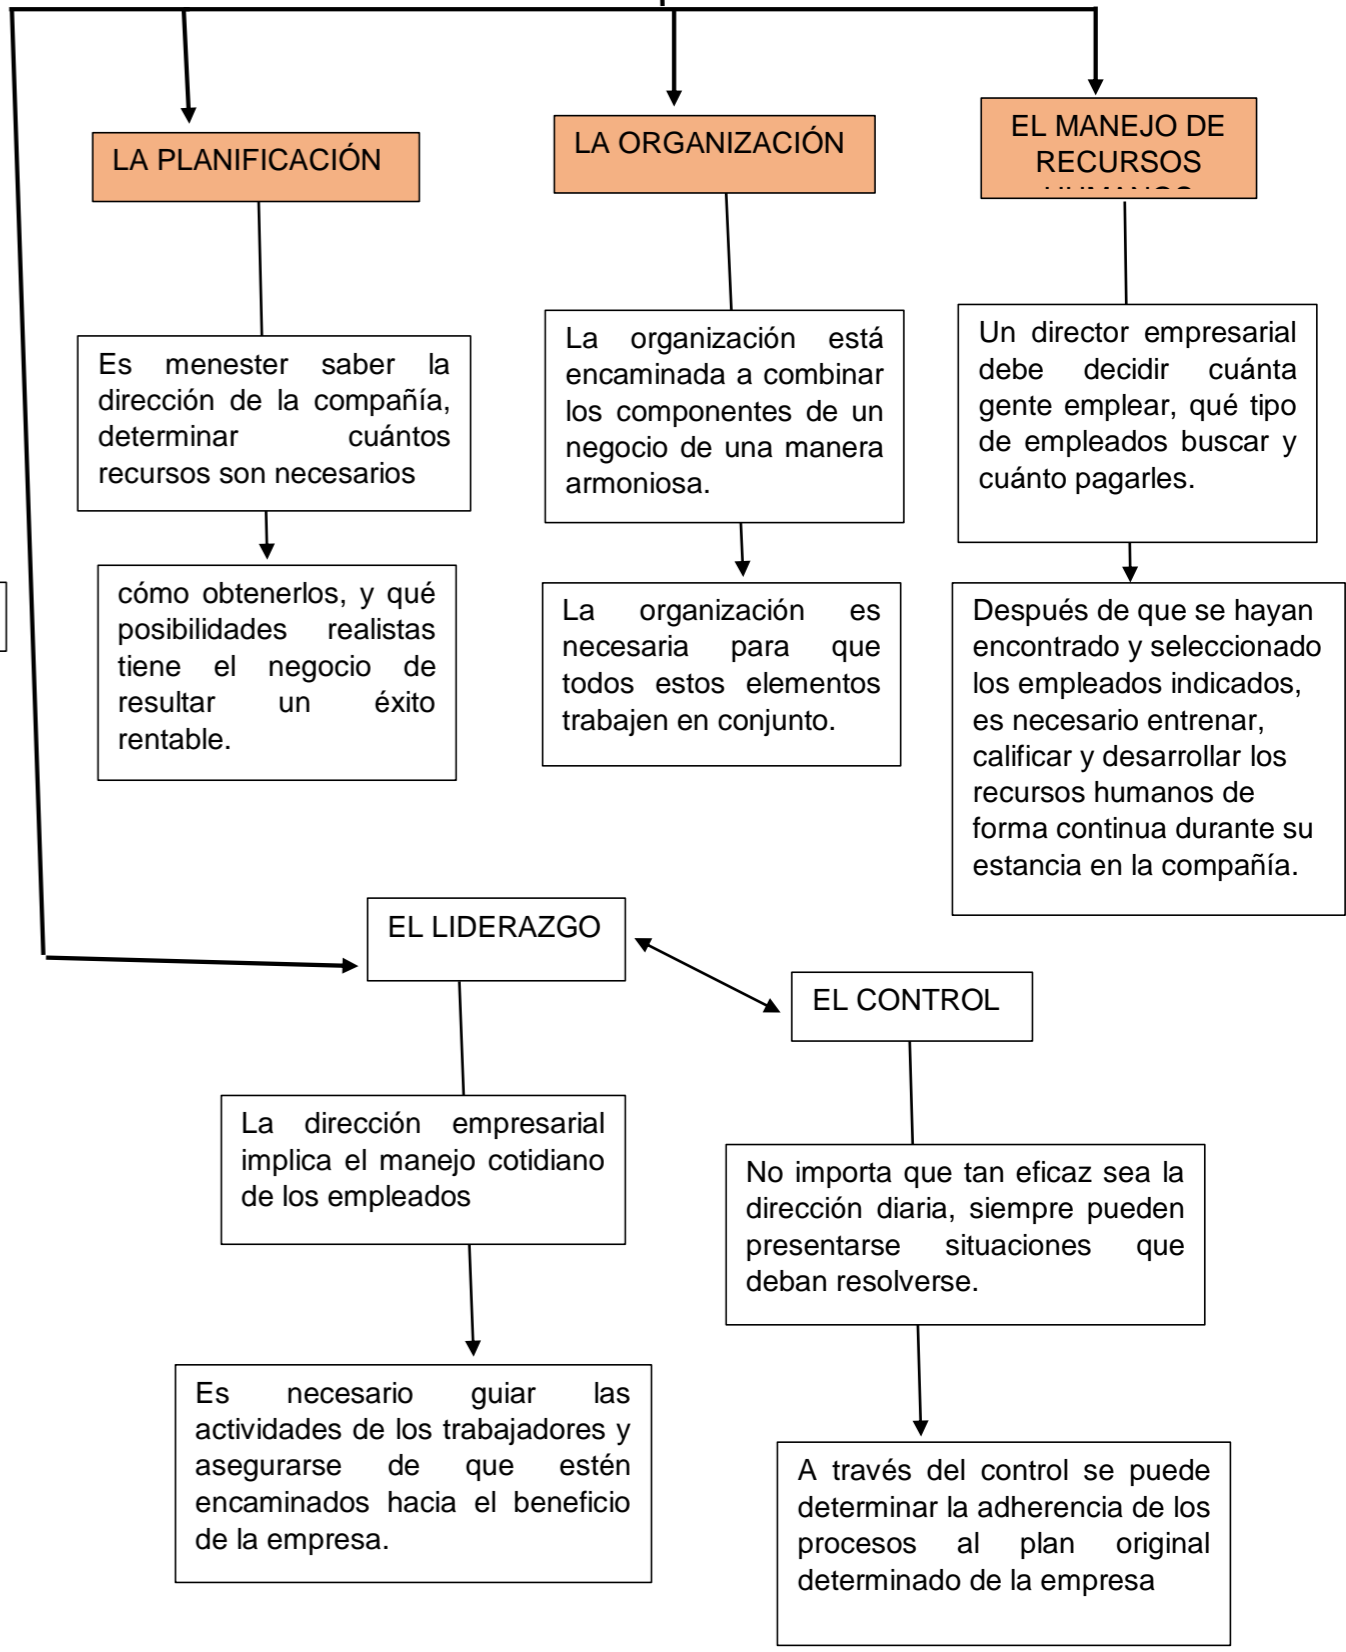 LA PLANIFICACIÓN
Es menester saber la
dirección de la compañía,
determinar cuántos
recursos son necesarios
cómo obtenerlos, y qué
posibilidades realistas
tiene el negocio de
resultar un éxito
rentable.
LA ORGANIZACIÓN
La organización está
encaminada a combinar
los componentes de un
negocio de una manera
armoniosa.
La organización es
necesaria para que
todos estos elementos
trabajen en conjunto.
EL MANEJO DE
RECURSOS
Un director empresarial
debe decidir cuánta
gente emplear, qué tipo
de empleados buscar y
cuánto pagarles.
Después de que se hayan
encontrado y seleccionado
los empleados indicados,
es necesario entrenar,
calificar y desarrollar los
recursos humanos de
forma continua durante su
estancia en la compañía.
EL LIDERAZGO
La dirección empresarial
implica el manejo cotidiano
de los empleados
Es necesario guiar las
actividades de los trabajadores y
asegurarse de que estén
encaminados hacia el beneficio
de la empresa.
EL CONTROL
No importa que tan eficaz sea la
dirección diaria, siempre pueden
presentarse situaciones que
deban resolverse.
A través del control se puede
determinar la adherencia de los
procesos al plan original
determinado de la empresa